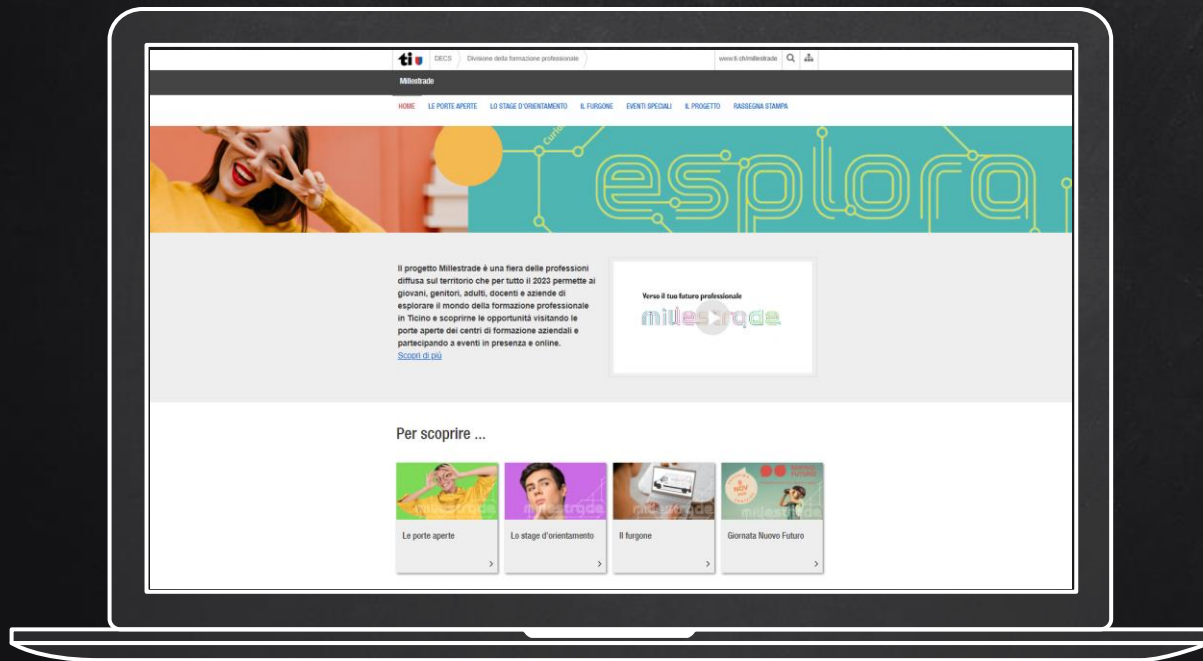 ti
DECS
Divisione della formazione professionale
www.ti.ch/millestrade
Millestrade
HOME LE PORTE APERTE LO STAGE D'ORIENTAMENTO IL FURGONE EVENTI SPECIALI IL PROGETTO RASSEGNA STAMPA
esplora
Il progetto Millestrade è una fiera delle professioni
diffusa sul territorio che per tutto il 2023 permette ai
giovani, genitori, adulti, docenti e aziende di
esplorare il mondo della formazione professionale
in Ticino e scoprirne le opportunità visitando le
porte aperte dei centri di formazione aziendali e
partecipando a eventi in presenza e online.
Scopri di più
Verso il tuo futuro professionale
millestrade
Per scoprire ...
millestrade
millestrade
millestrade
NUOVO
FUTURO
NOV
millestrade
Le porte aperte
Lo stage d'orientamento
Il furgone
Giornata Nuovo Futuro